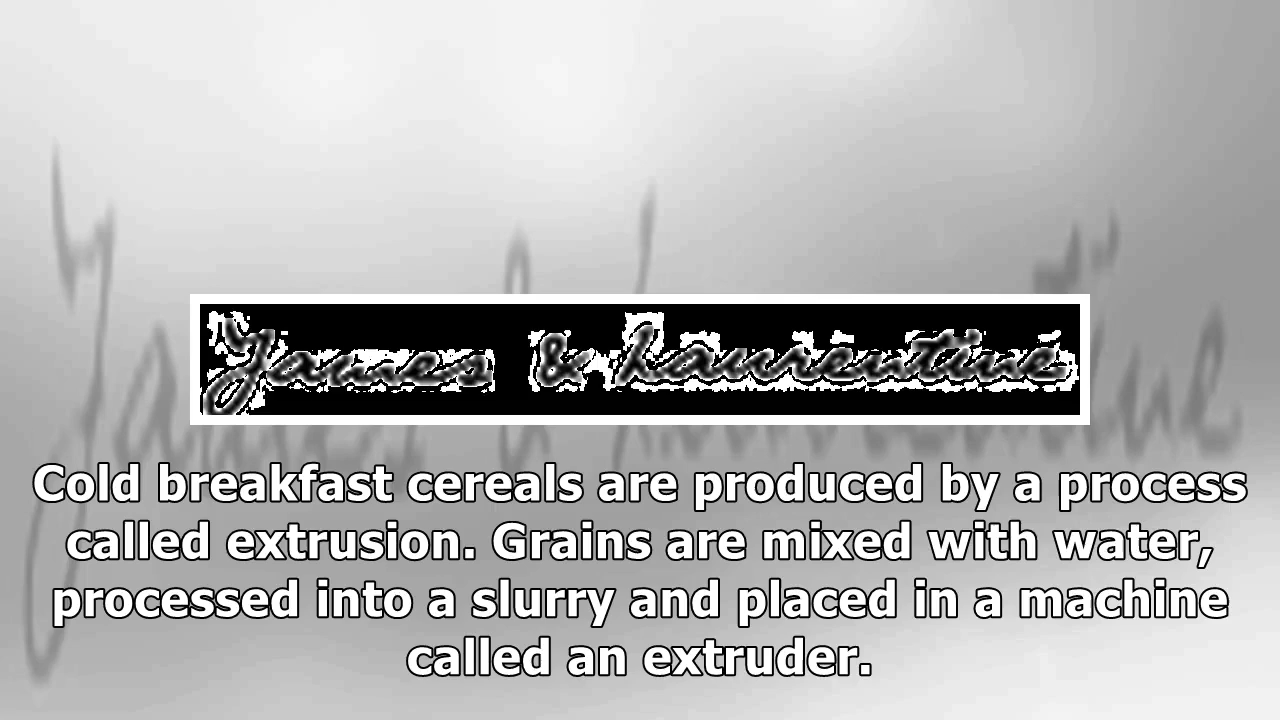 James & Laurentine
Cold breakfast cereals are produced by a process
called extrusion. Grains are mixed with water,
processed into a slurry and placed in a machine
called an extruder.